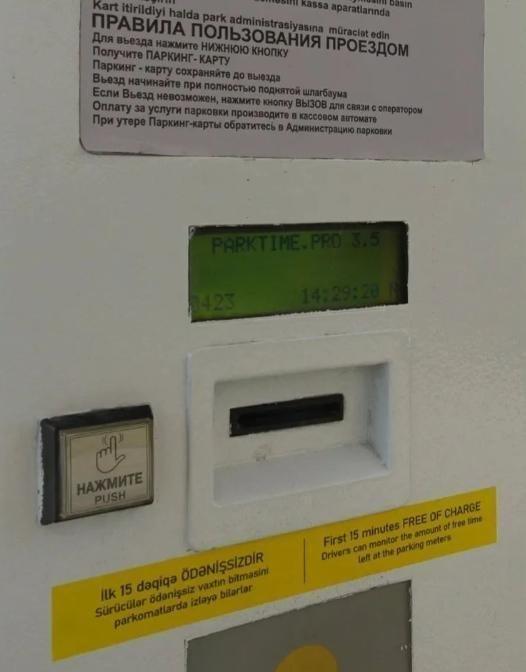 basın
kassa aparatlarında
Kart itirildiyi halda park administrasiyasına müraciət edin
ПРАВИЛА ПОЛЬЗОВАНИЯ ПРОЕЗДОМ
Для въезда нажмите НИЖНЮЮ КНОПКУ
Получите ПАРКИНГ- КАРТУ
Паркинг - карту сохраняйте до выезда
Въезд начинайте при полностью поднятой шлагбаума
Если Въезд невозможен, нажмите кнопку ВЫЗОВ для связи с оператором
Оплату за услуги парковки производите в кассовом автомате
При утере Паркинг-карты обратитесь в Администрацию парковки
PARKTIME.PRO 3.5
0423 14:29:20
НАЖМИТЕ
PUSH
İlk 15 dəqiqə ÖDƏNİŞSİZDİR
Sürücülər ödənişsiz vaxtın bitməsini
parkomatlarda izləyə bilərlər
First 15 minutes FREE OF CHARGE
Drivers can monitor the amount of free time
left at the parking meters